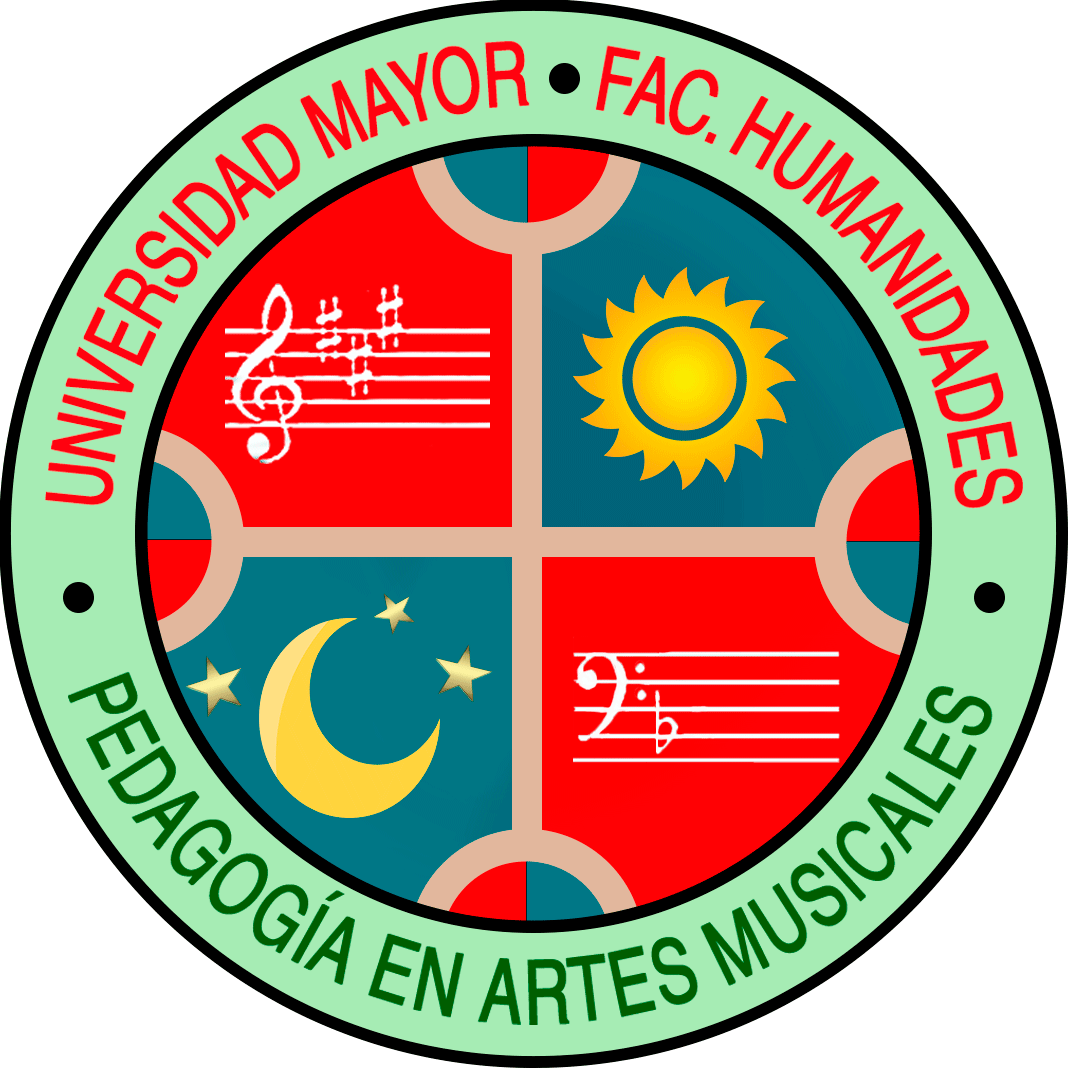 UNIVERSIDAD MAYOR • FAC. HUMANIDADES
PEDAGOGÍA EN ARTES MUSICALES